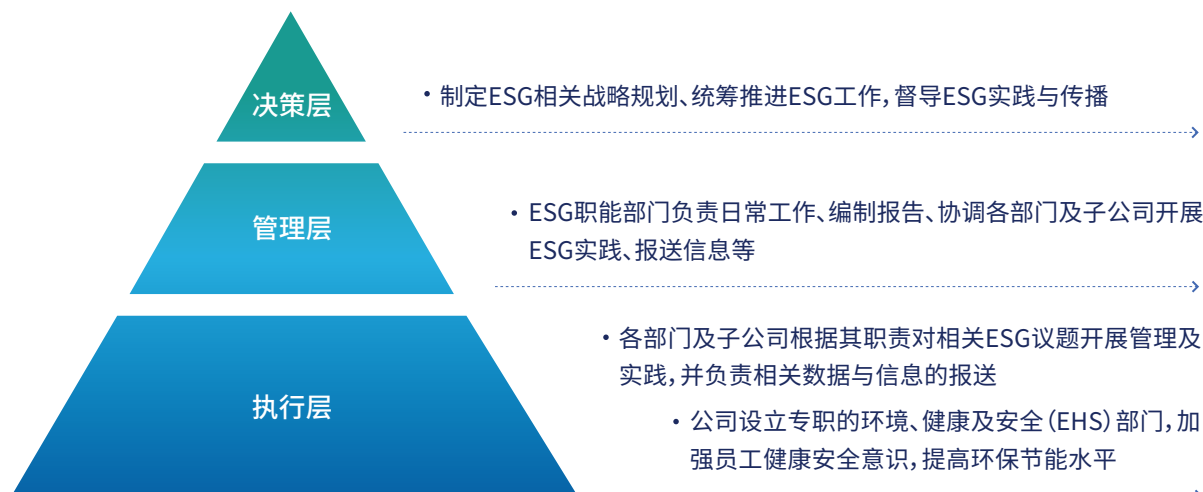 决策层
• 制定ESG相关战略规划、统筹推进ESG工作，督导ESG实践与传播
管理层
• ESG职能部门负责日常工作、编制报告、协调各部门及子公司开展
ESG实践、报送信息等
执行层
• 各部门及子公司根据其职责对相关ESG议题开展管理及
实践，并负责相关数据与信息的报送
• 公司设立专职的环境、健康及安全（EHS）部门，加
强员工健康安全意识，提高环保节能水平